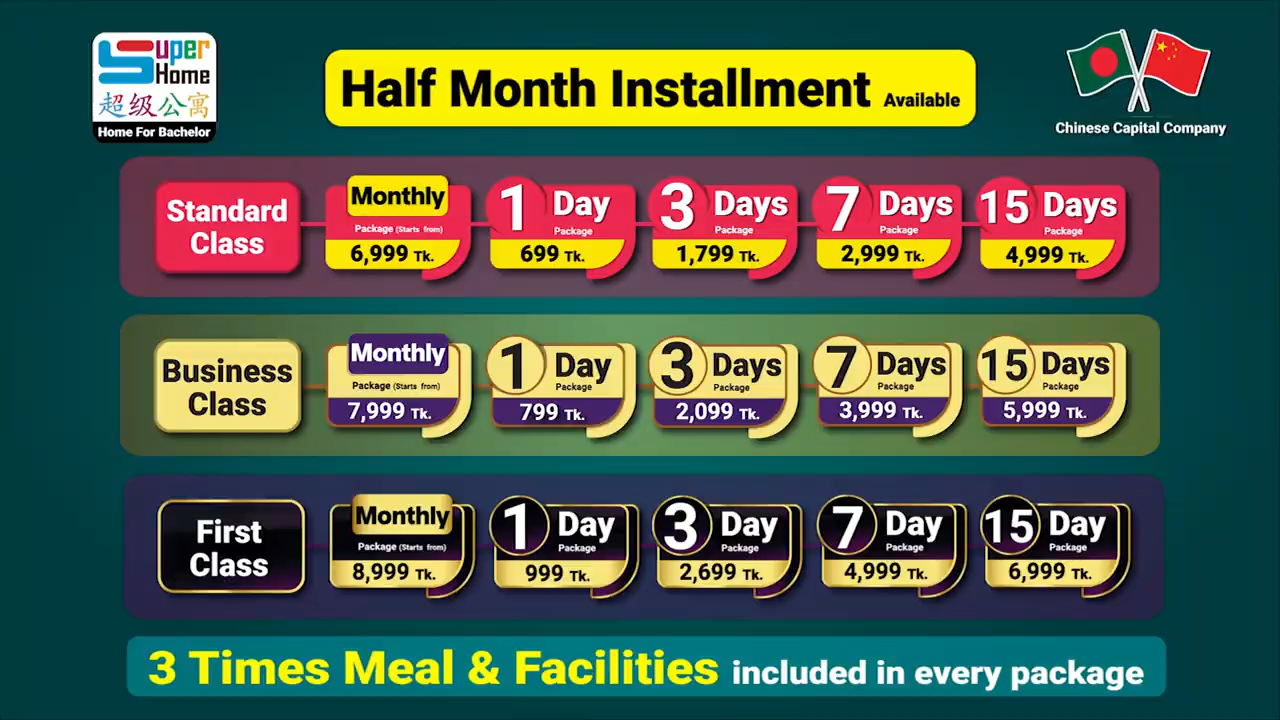 Super
Home
超级公寓
Home For Bachelor
Half Month Installment Available
Chinese Capital Company
Standard
Class
Monthly
Package (Starts from)
6,999 Tk.
1 Day
Package
699 Tk.
3 Days
Package
1,799 Tk.
7 Days
Package
2,999 Tk.
15 Days
Package
4,999 Tk.
Business
Class
Monthly
Package (Starts from)
7,999 Tk.
1 Day
Package
799 Tk.
3 Days
Package
2,099 Tk.
7 Days
Package
3,999 Tk.
15 Days
Package
5,999 Tk.
First
Class
Monthly
Package (Starts from)
8,999 Tk.
1 Day
Package
999 Tk.
3 Day
Package
2,699 Tk.
7 Day
Package
4,999 Tk.
15 Day
Package
6,999 Tk.
3 Times Meal & Facilities included in every package